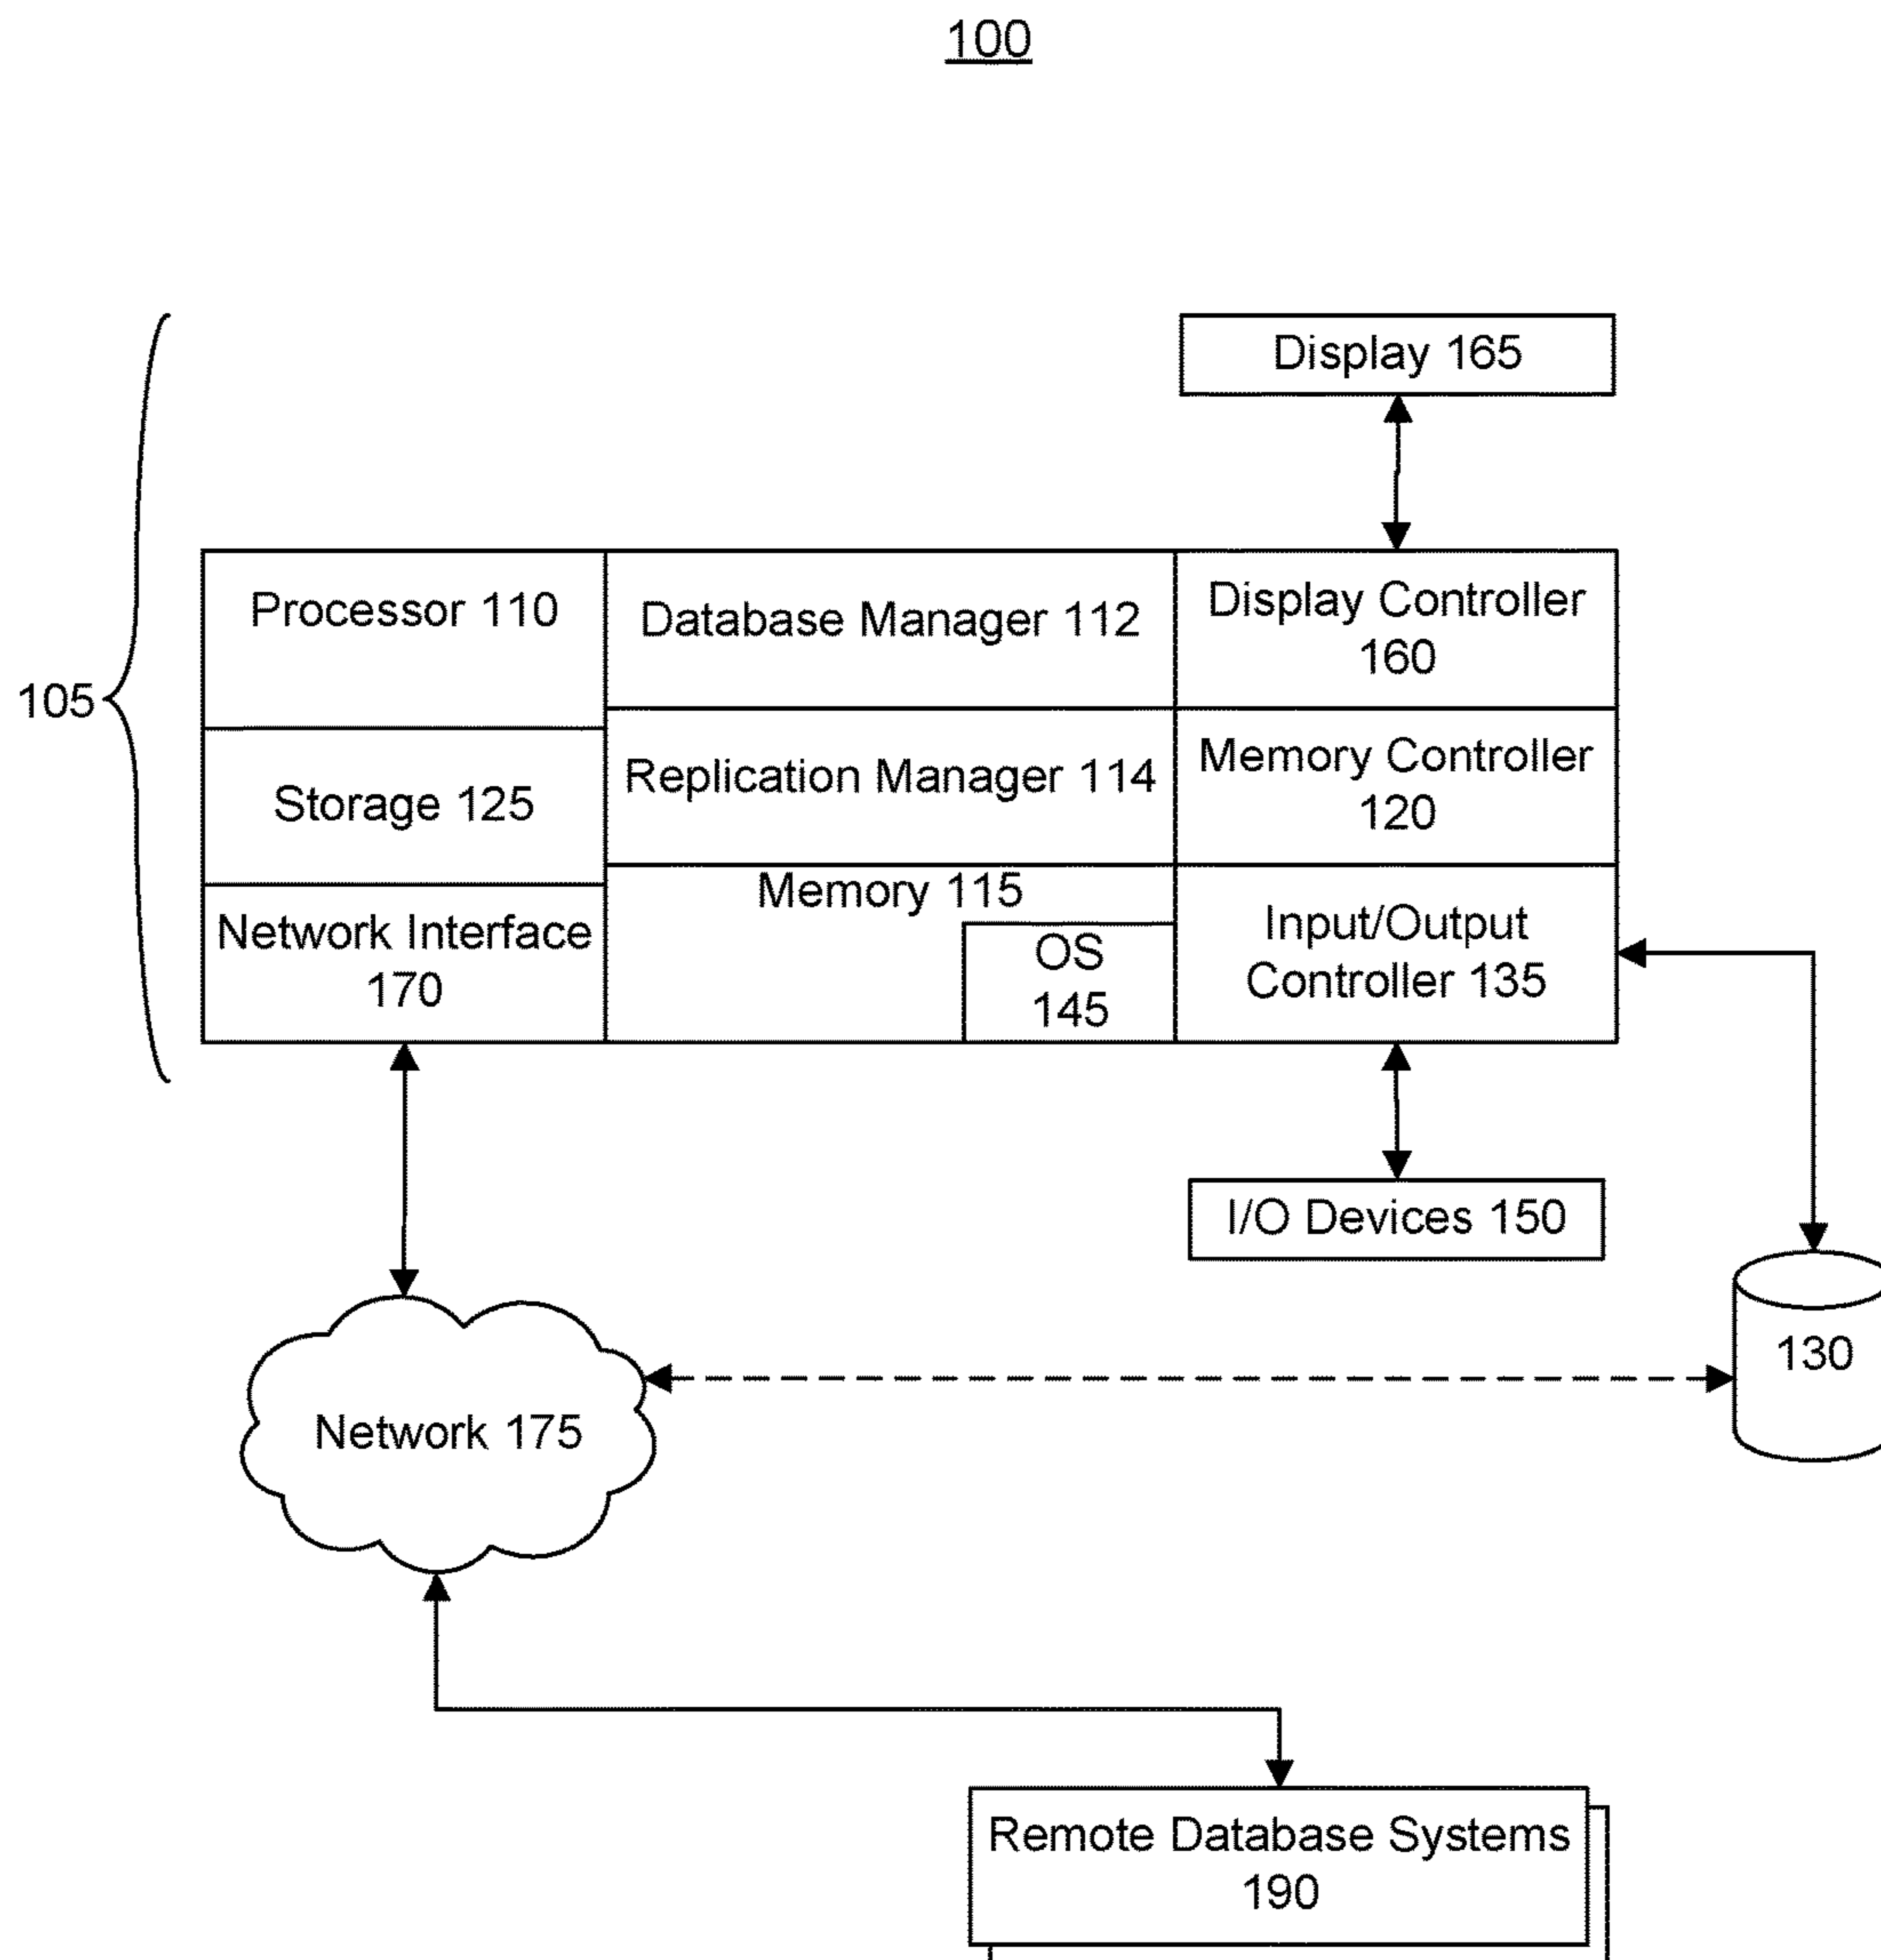 100
Display 165
105
Processor 110
Database Manager 112
Display Controller
160
Storage 125
Replication Manager 114
Memory Controller
120
Network Interface
170
Memory 115
OS
145
Input/Output
Controller 135
I/O Devices 150
130
Network 175
Remote Database Systems
190